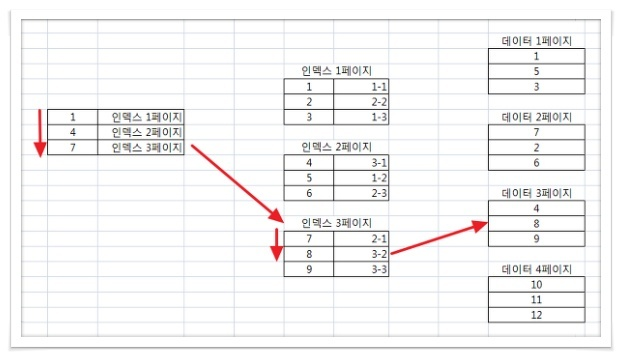 1 인덱스 1페이지
4 인덱스 2페이지
7 인덱스 3페이지
인덱스 1페이지
1 1-1
2 2-2
3 1-3
인덱스 2페이지
4 3-1
5 1-2
6 2-3
인덱스 3페이지
7 2-1
8 3-2
9 3-3
데이터 1페이지
1
5
3
데이터 2페이지
7
2
6
데이터 3페이지
4
8
9
데이터 4페이지
10
11
12